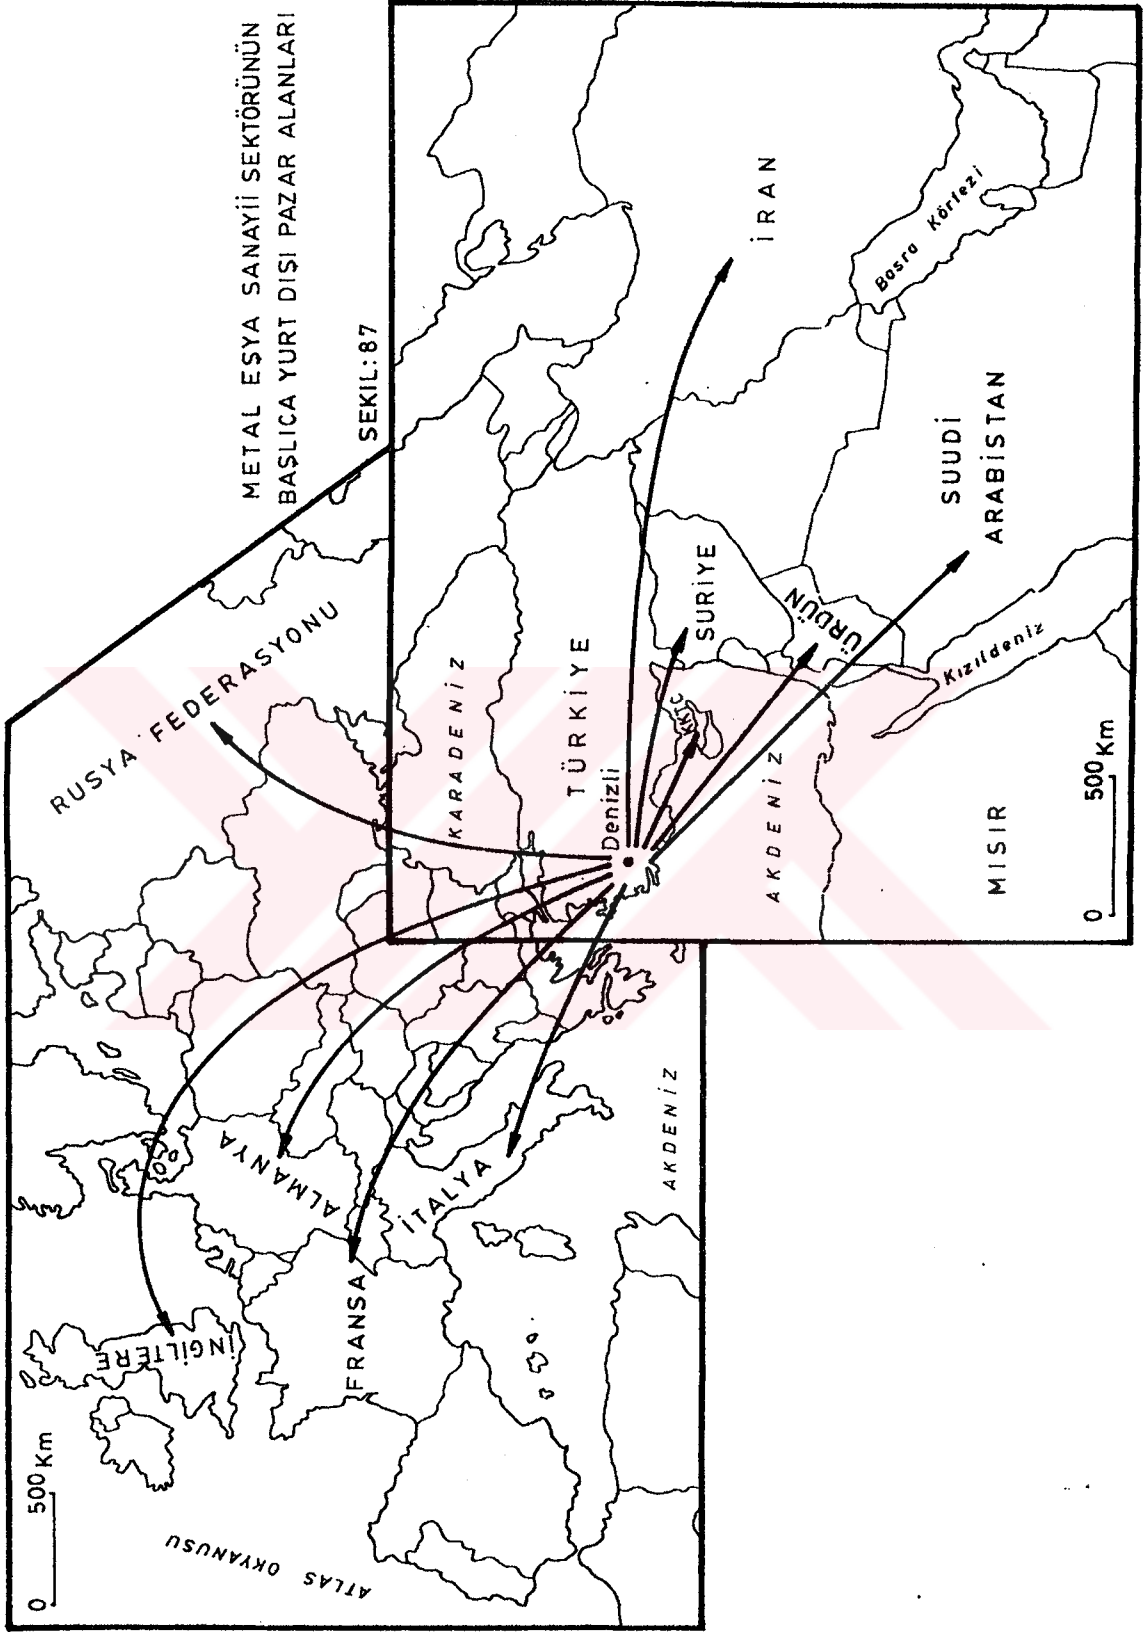 METAL EŞYA SANAYİİ SEKTÖRÜNÜN
BAŞLICA YURT DIŞI PAZAR ALANLARI
SEKIL:87
RUSYA FEDERASYONU
KARADENİZ
TÜRKİYE
Denizli
İRAN
SURİYE
KKTC
ÜRDÜN
SUUDİ
ARABİSTAN
Basra Körfezi
Kızıldeniz
AKDENİZ
MISIR
0 500 Km
İNGİLTERE
ALMANYA
FRANSA
İTALYA
AKDENİZ
ATLAS OKYANUSU
0 500 Km